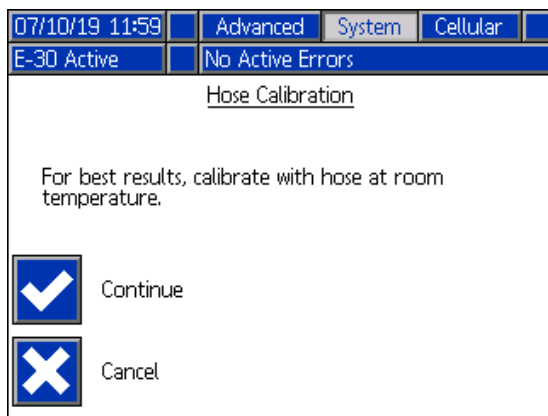 07/10/19 11:59 Advanced System Cellular
E-30 Active No Active Errors
Hose Calibration
For best results, calibrate with hose at room
temperature.
Continue
Cancel